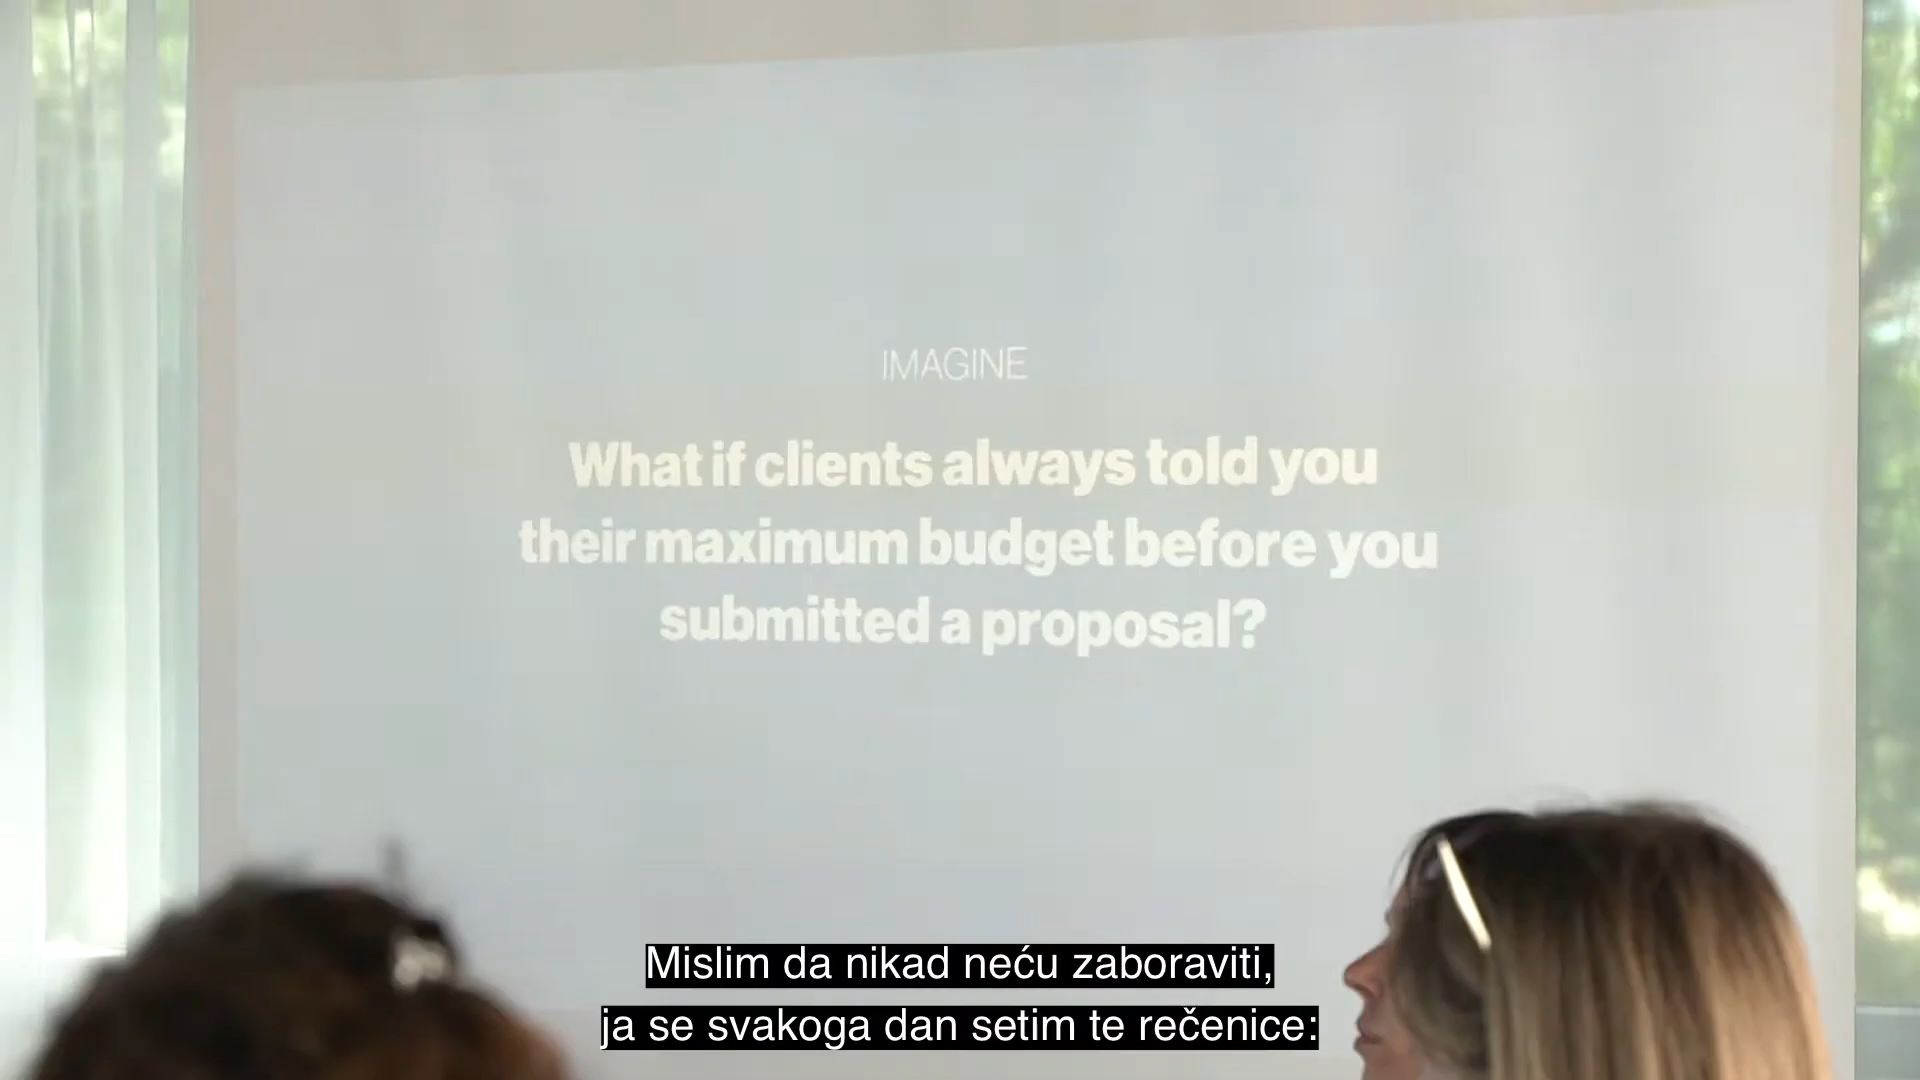 IMAGINE
What if clients always told you
their maximum budget before you
submitted a proposal?
Mislim da nikad neću zaboraviti,
ja se svakoga dan setim te rečenice: